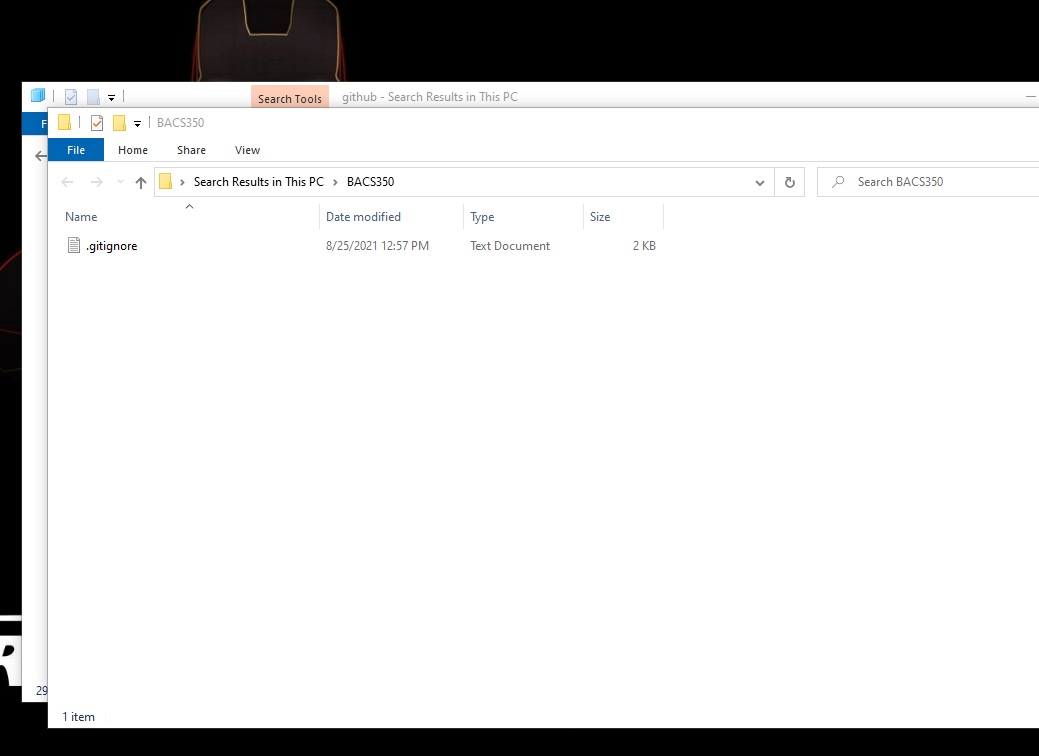 Search Tools github - Search Results in This PC
F
BACS350
File Home Share View
Search Results in This PC BACS350 Search BACS350
Name Date modified Type Size
.gitignore 8/25/2021 12:57 PM Text Document 2 KB
29
1 item